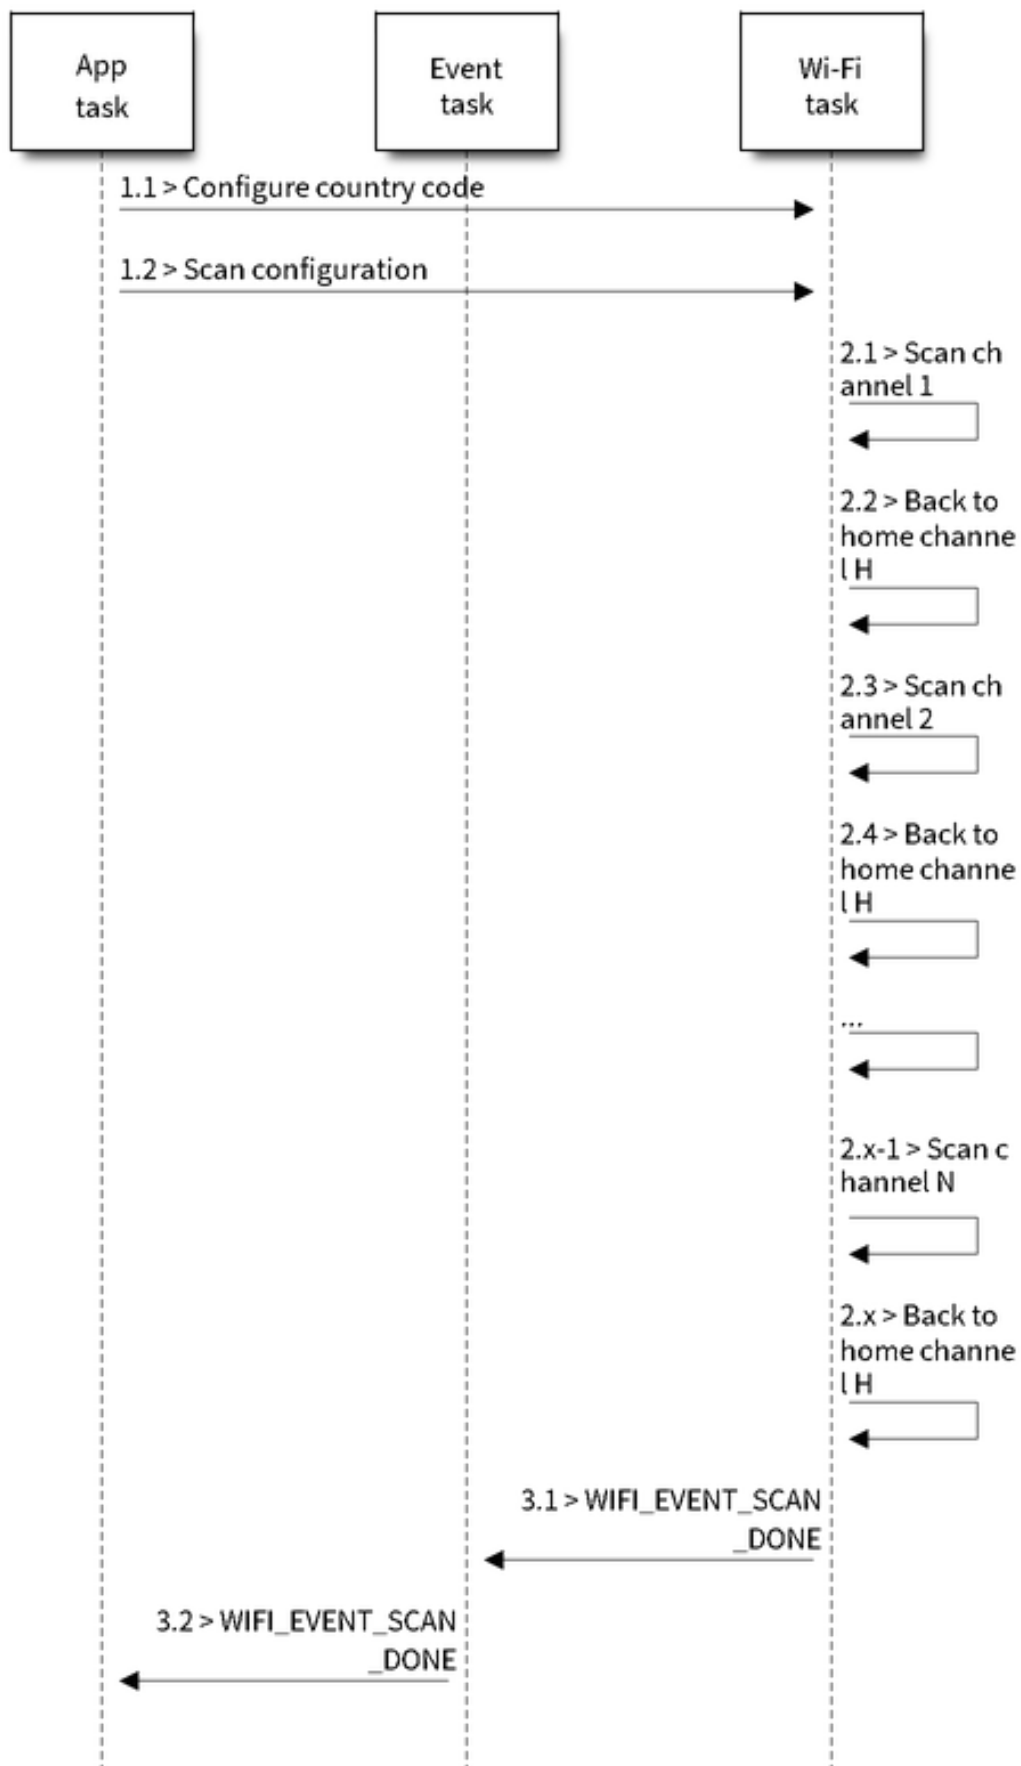 App
task
Event
task
Wi-Fi
task
1.1 > Configure country code
1.2 > Scan configuration
2.1 > Scan ch
annel 1
2.2 > Back to
home channe
l H
2.3 > Scan ch
annel 2
2.4 > Back to
home channe
l H
...
2.x-1 > Scan c
hannel N
2.x > Back to
home channe
l H
3.1 > WIFI_EVENT_SCAN
_DONE
3.2 > WIFI_EVENT_SCAN
_DONE